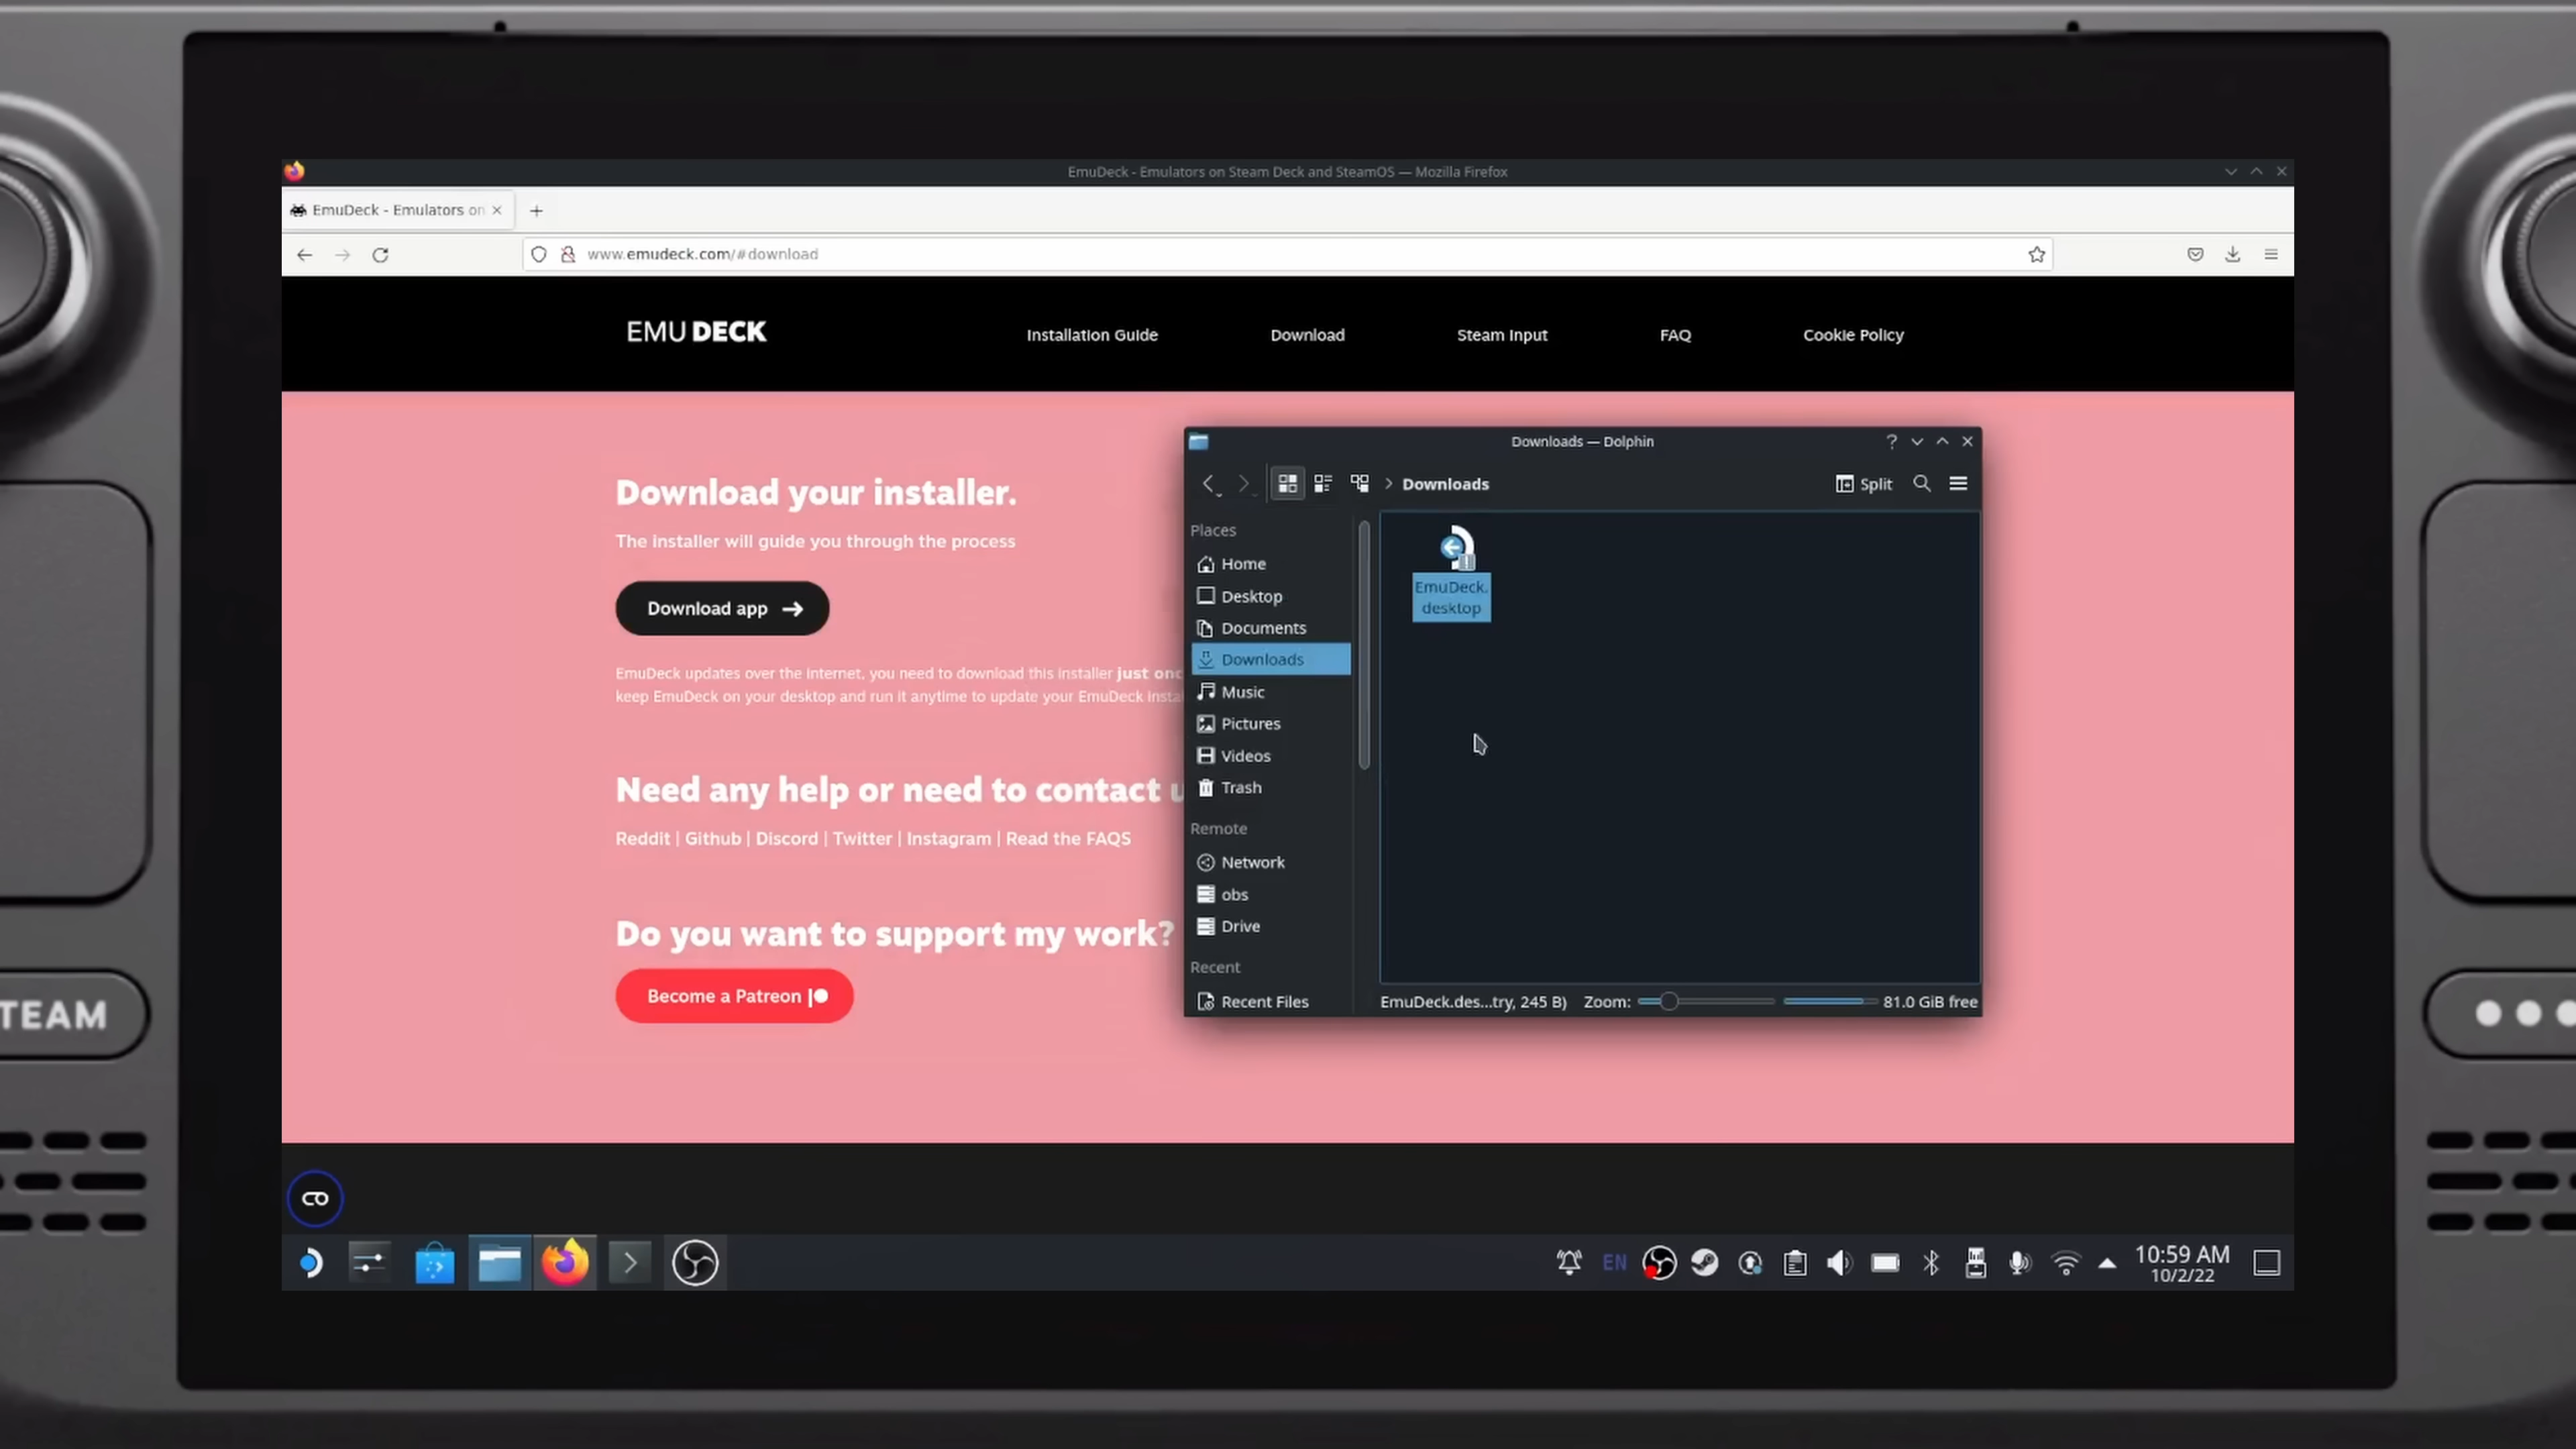 EmuDeck - Emulators on Steam Deck and SteamOS — Mozilla Firefox
EmuDeck - Emulators on
www.emudeck.com/#download
EMU DECK
Installation Guide
Download
Steam Input
FAQ
Cookie Policy
Download your installer.
The installer will guide you through the process
Download app
EmuDeck updates over the internet, you need to download this installer just onc
keep EmuDeck on your desktop and run it anytime to update your EmuDeck insta
Need any help or need to contact u
Reddit | Github | Discord | Twitter | Instagram | Read the FAQS
Do you want to support my work?
Become a Patreon
Downloads — Dolphin
Downloads
Split
Places
Home
Desktop
Documents
Downloads
Music
Pictures
Videos
Trash
Remote
Network
obs
Drive
Recent
Recent Files
EmuDeck.
desktop
EmuDeck.des...try, 245 B)
Zoom:
81.0 GiB free
TEAM
EN
10:59 AM
10/2/22